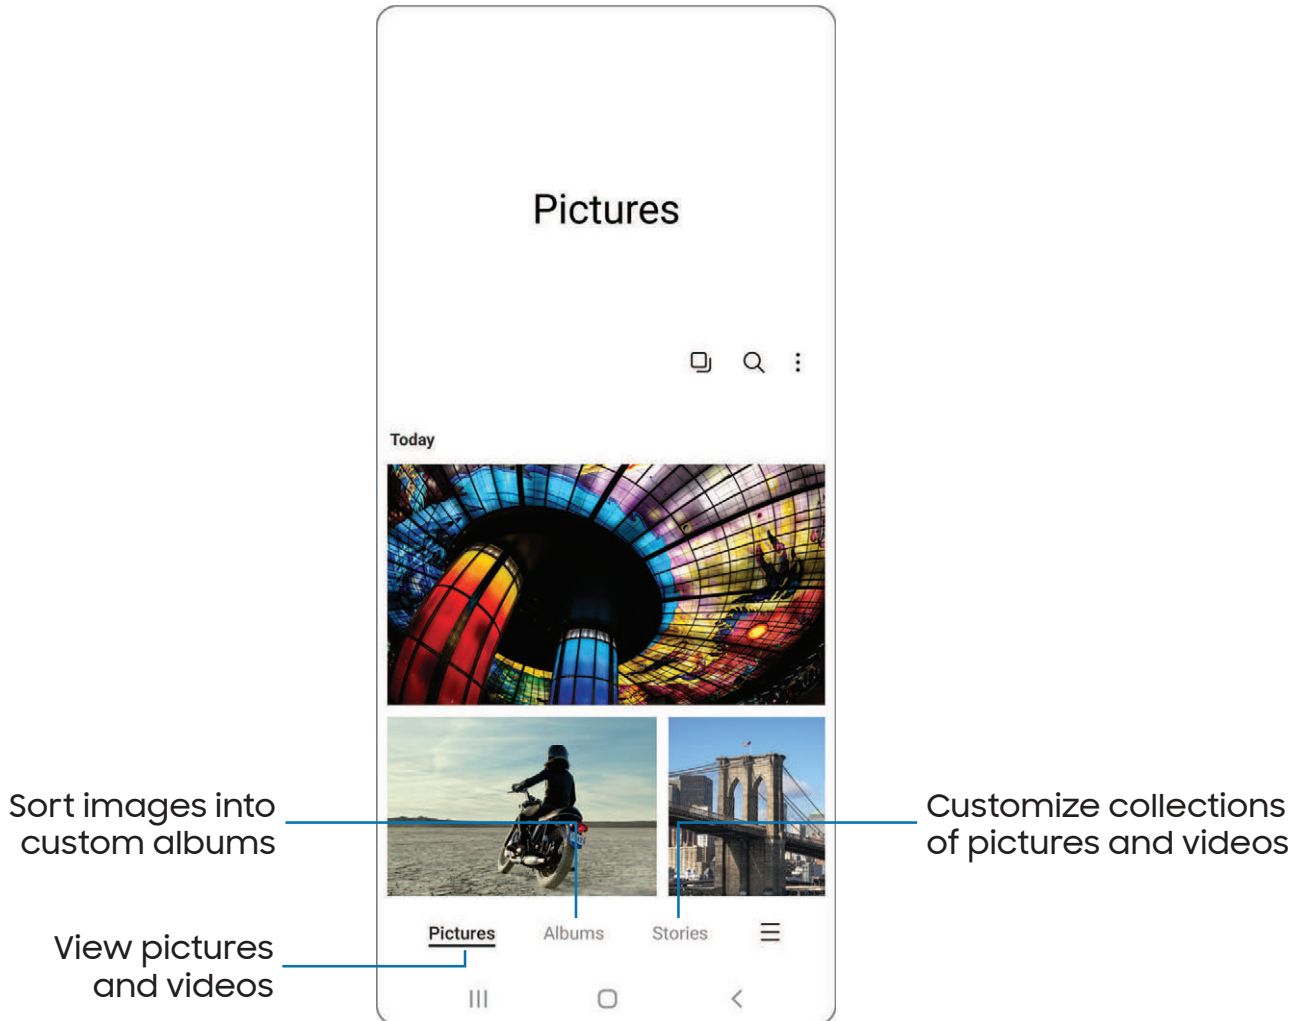 Pictures
Today
Sort images into
custom albums
Customize collections
of pictures and videos
Pictures
Albums
Stories
View pictures
and videos